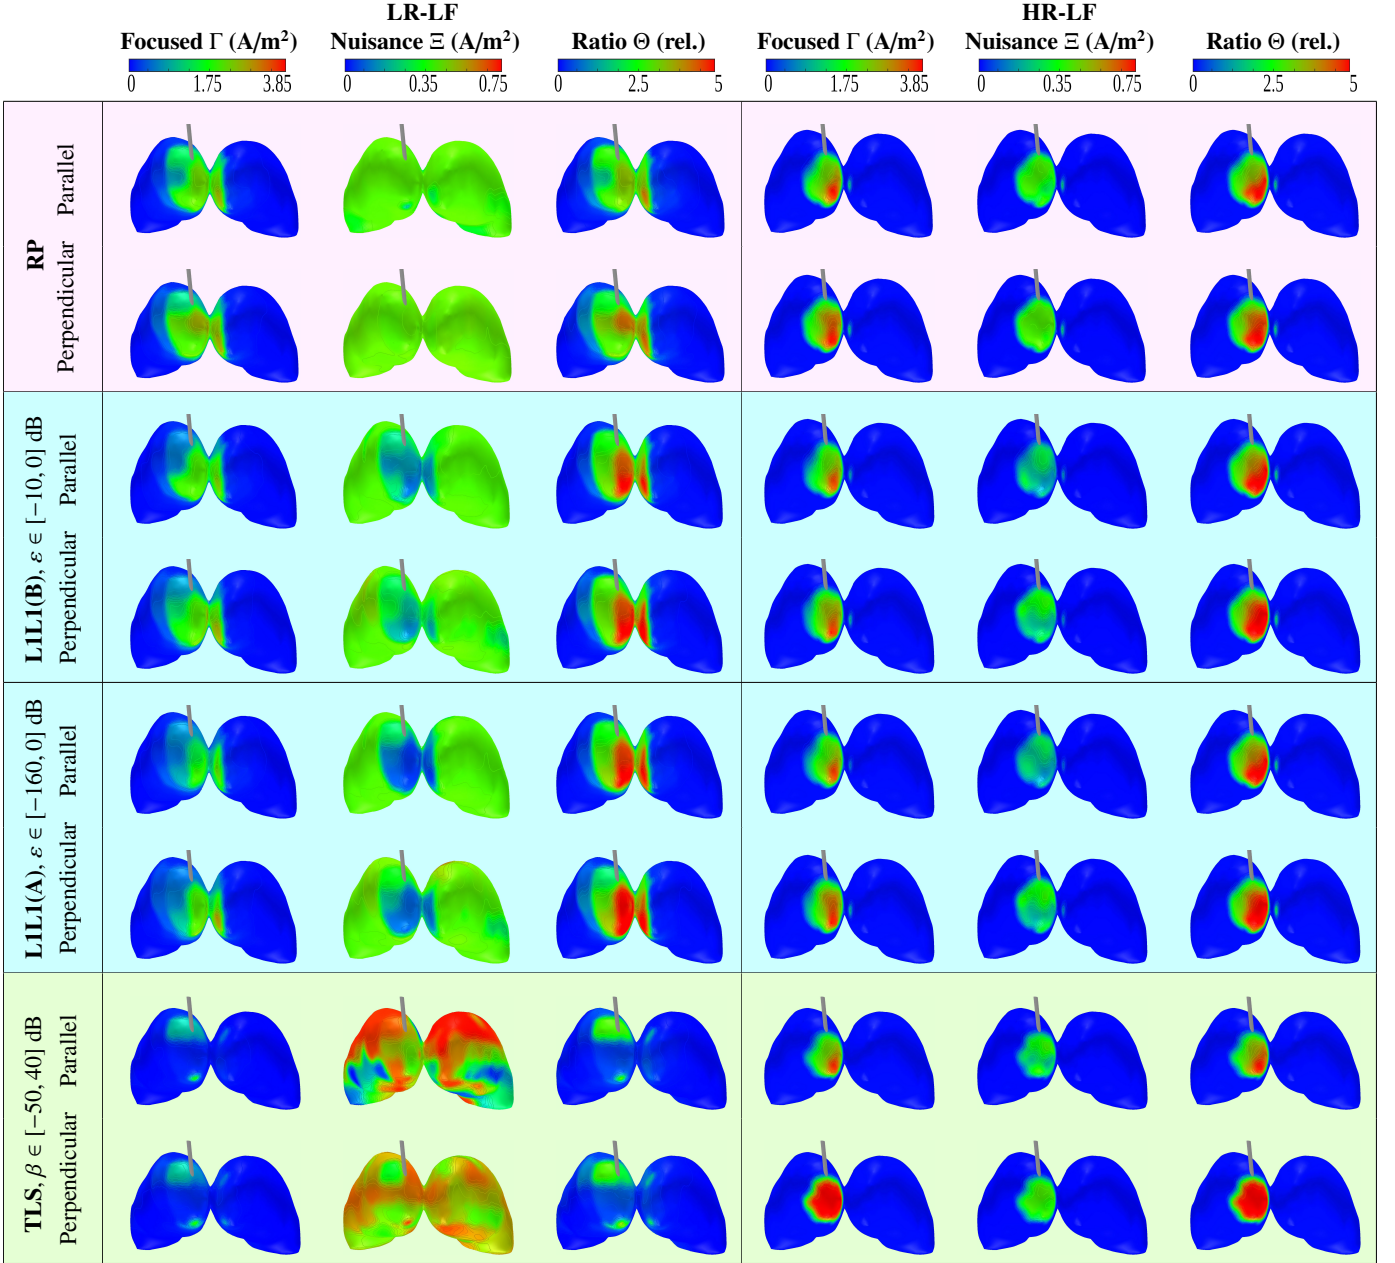 LR-LF HR-LF
Focused Γ (A/m²) Nuisance Ξ (A/m²) Ratio Θ (rel.) Focused Γ (A/m²) Nuisance Ξ (A/m²) Ratio Θ (rel.)
0 1.75 3.85 0 0.35 0.75 0 2.5 5 0 1.75 3.85 0 0.35 0.75 0 2.5 5
RP
Parallel
Perpendicular
L1L1(B), ε ∈ [−10, 0] dB
Parallel
Perpendicular
L1L1(A), ε ∈ [−160, 0] dB
Parallel
Perpendicular
TLS, β ∈ [−50, 40] dB
Parallel
Perpendicular